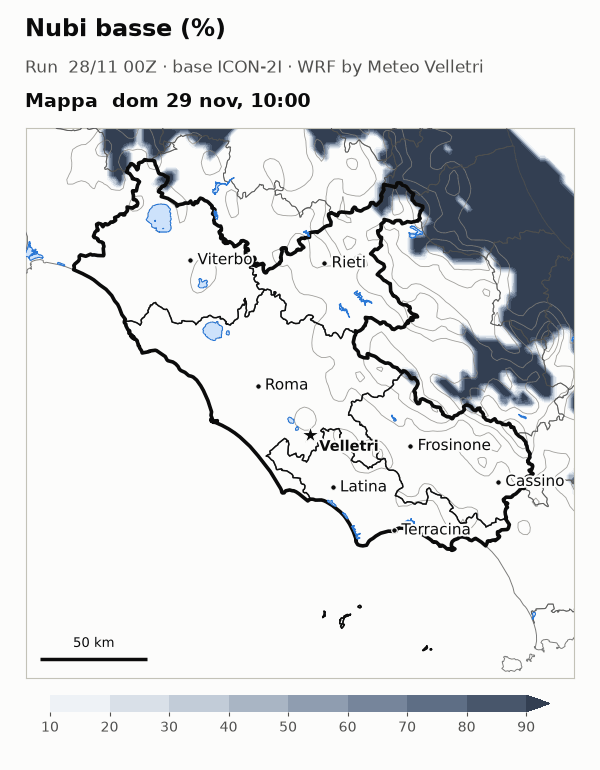 Nubi basse (%)
Run 28/11 00Z · base ICON-2I · WRF by Meteo Velletri
Mappa dom 29 nov, 10:00
Viterbo
Rieti
Roma
Velletri
Frosinone
Latina
Cassino
Terracina
50 km
10 20 30 40 50 60 70 80 90